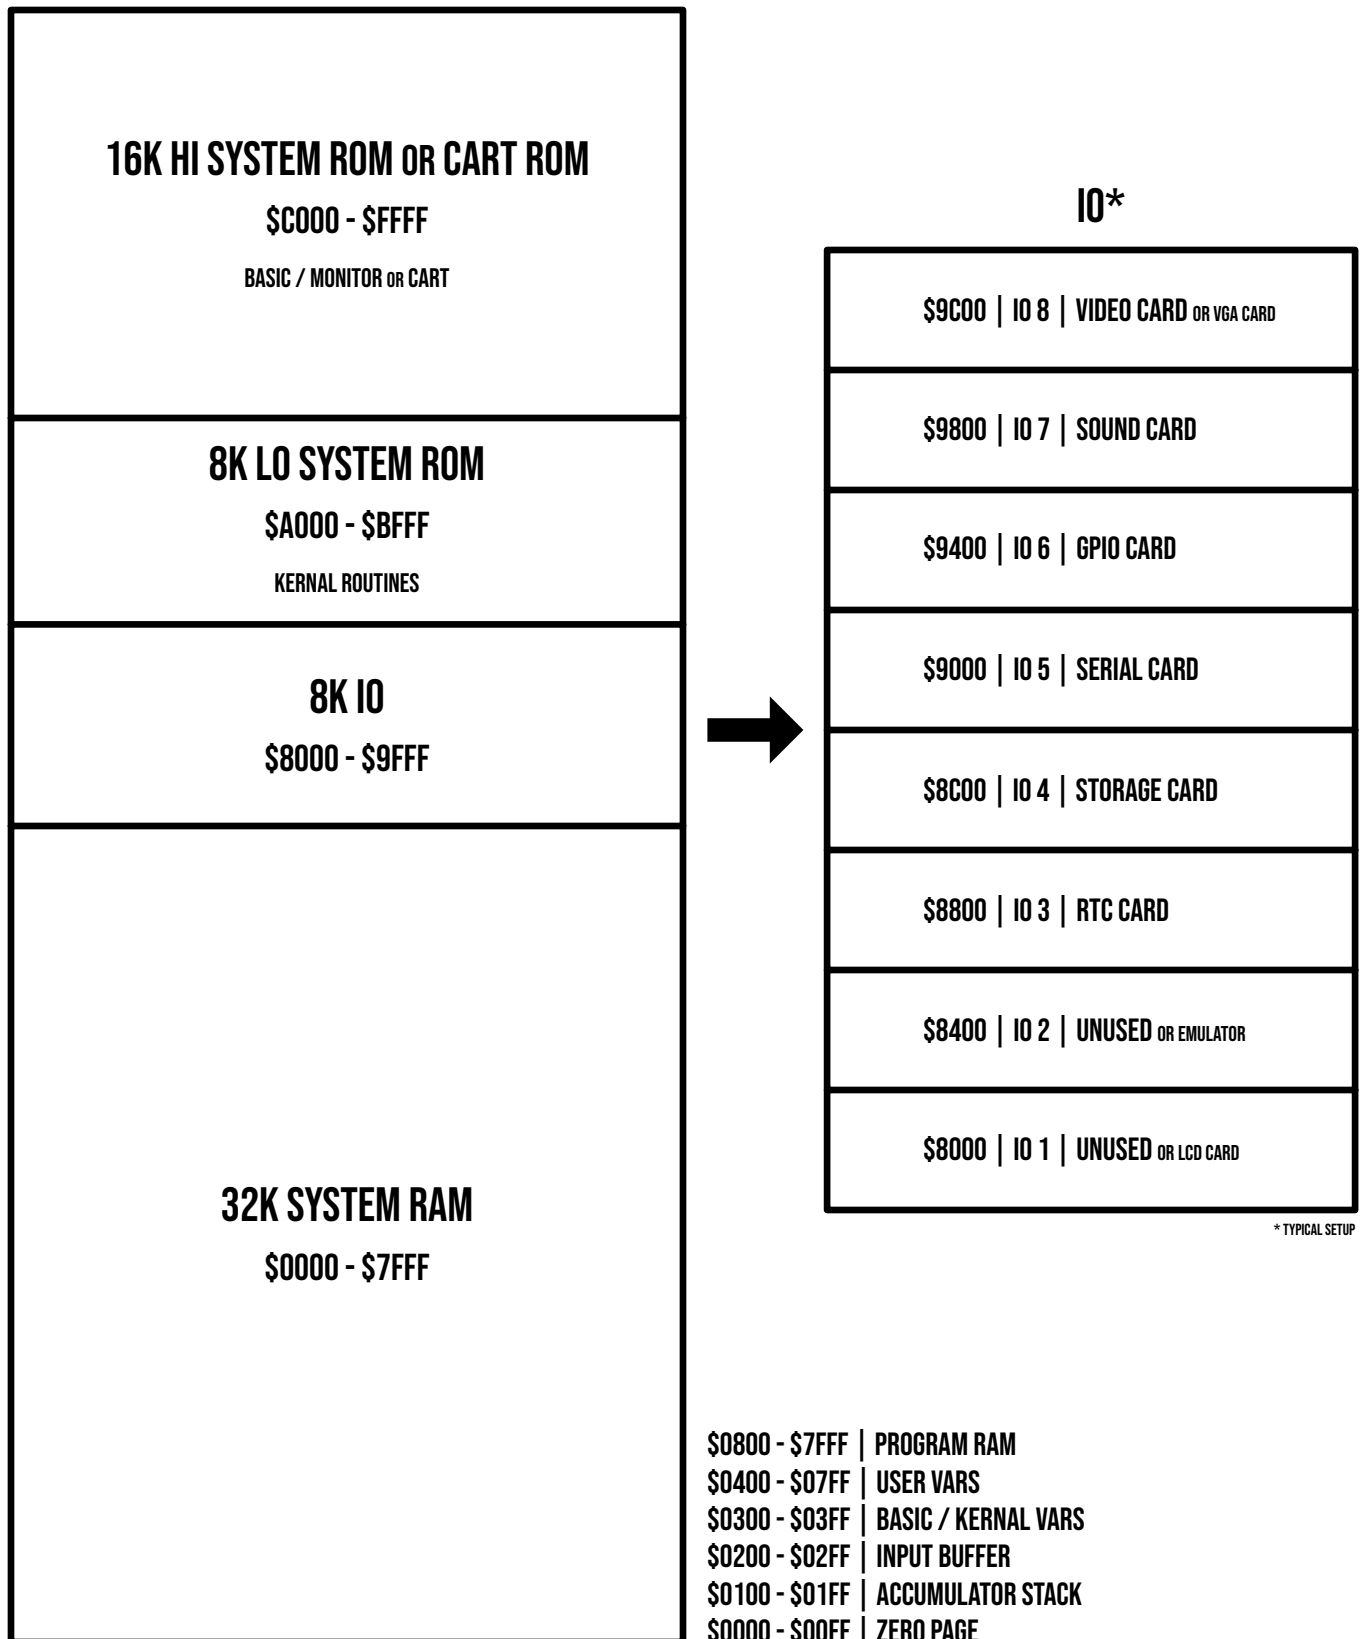 16K HI SYSTEM ROM OR CART ROM
$C000 - $FFFF
BASIC / MONITOR OR CART
8K LO SYSTEM ROM
$A000 - $BFFF
KERNAL ROUTINES
8K IO
$8000 - $9FFF
32K SYSTEM RAM
$0000 - $7FFF
IO*
$9C00 | IO 8 | VIDEO CARD OR VGA CARD
$9800 | IO 7 | SOUND CARD
$9400 | IO 6 | GPIO CARD
$9000 | IO 5 | SERIAL CARD
$8C00 | IO 4 | STORAGE CARD
$8800 | IO 3 | RTC CARD
$8400 | IO 2 | UNUSED OR EMULATOR
$8000 | IO 1 | UNUSED OR LCD CARD
* TYPICAL SETUP
$0800 - $7FFF | PROGRAM RAM
$0400 - $07FF | USER VARS
$0300 - $03FF | BASIC / KERNAL VARS
$0200 - $02FF | INPUT BUFFER
$0100 - $01FF | ACCUMULATOR STACK
$0000 - $00FF | ZERO PAGE